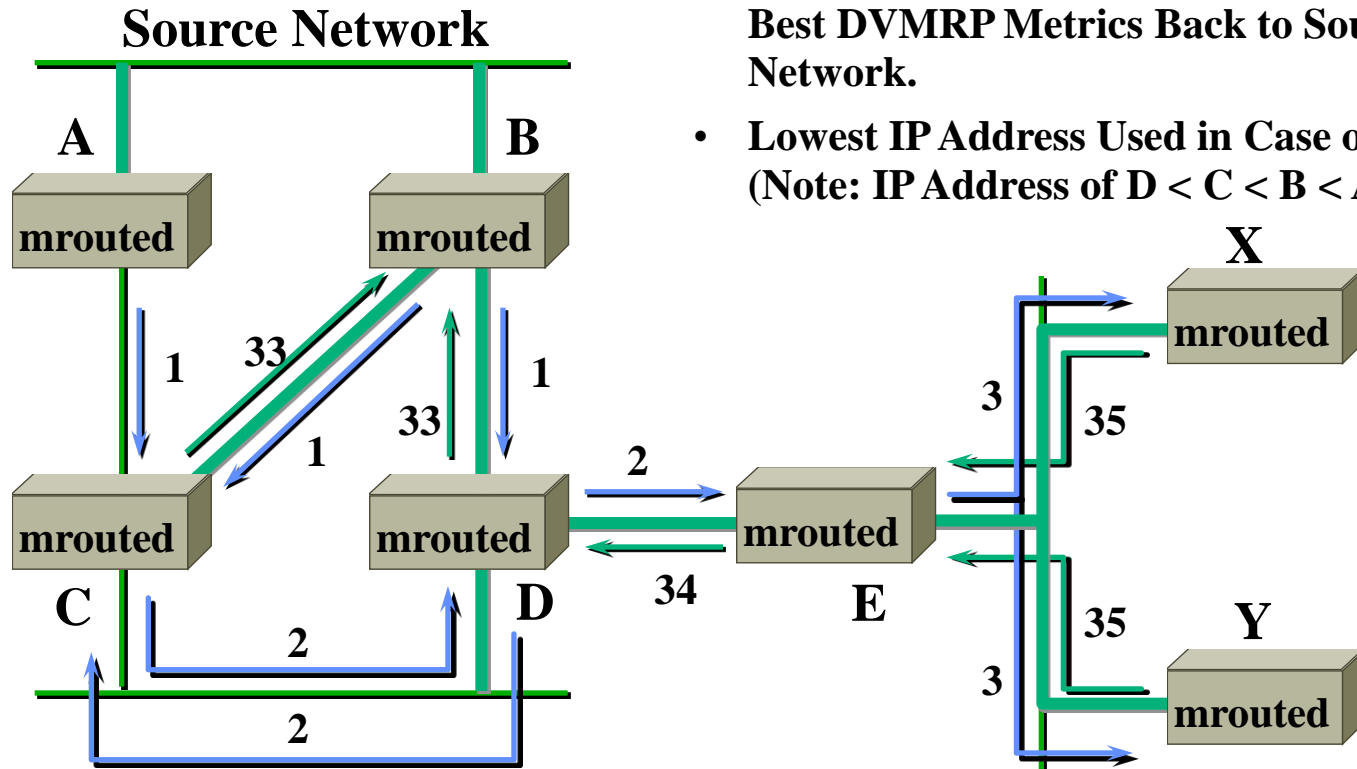 Source Network
Best DVMRP Metrics Back to
Network.
• Lowest IP Address Used in Case
(Note: IP Address of D < C < B <
A
B
mrouted
mrouted
X
mrouted
1
33
1
33
1
3
35
2
mrouted
mrouted
mrouted
C
D
E
34
2
2
35
3
Y
mrouted